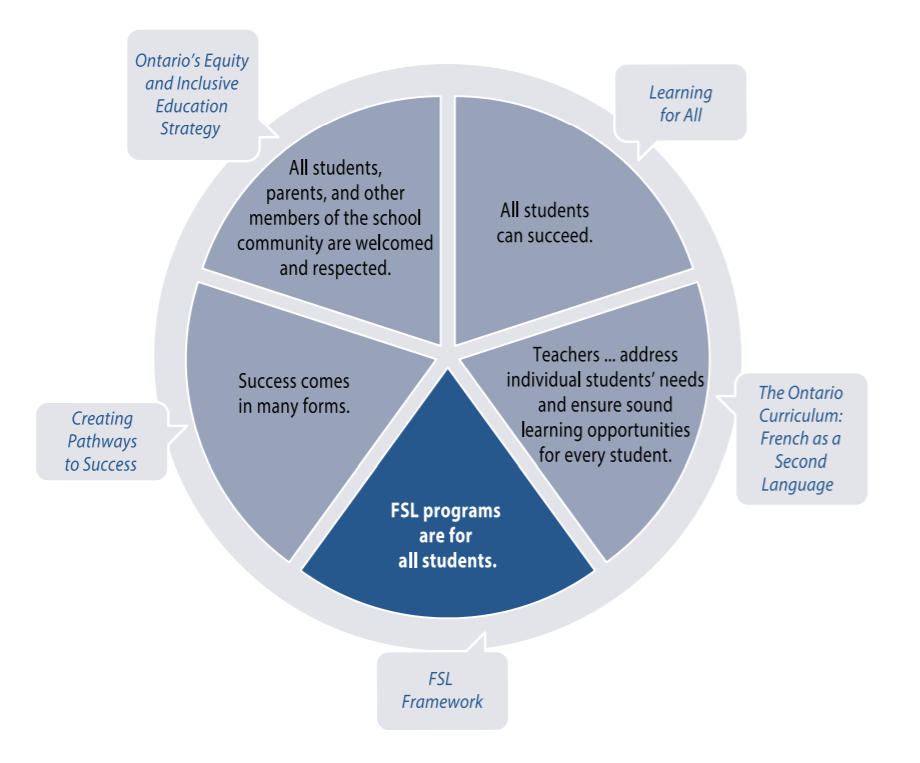 Ontario's Equity
and Inclusive
Education
Strategy
Learning
for All
All students,
parents, and other
members of the school
community are welcomed
and respected.
All students
can succeed.
Teachers ... address
individual students' needs
and ensure sound
learning opportunities
for every student.
Success comes
in many forms.
Creating
Pathways
to Success
The Ontario
Curriculum:
French as a
Second
Language
FSL programs
are for
all students.
FSL
Framework